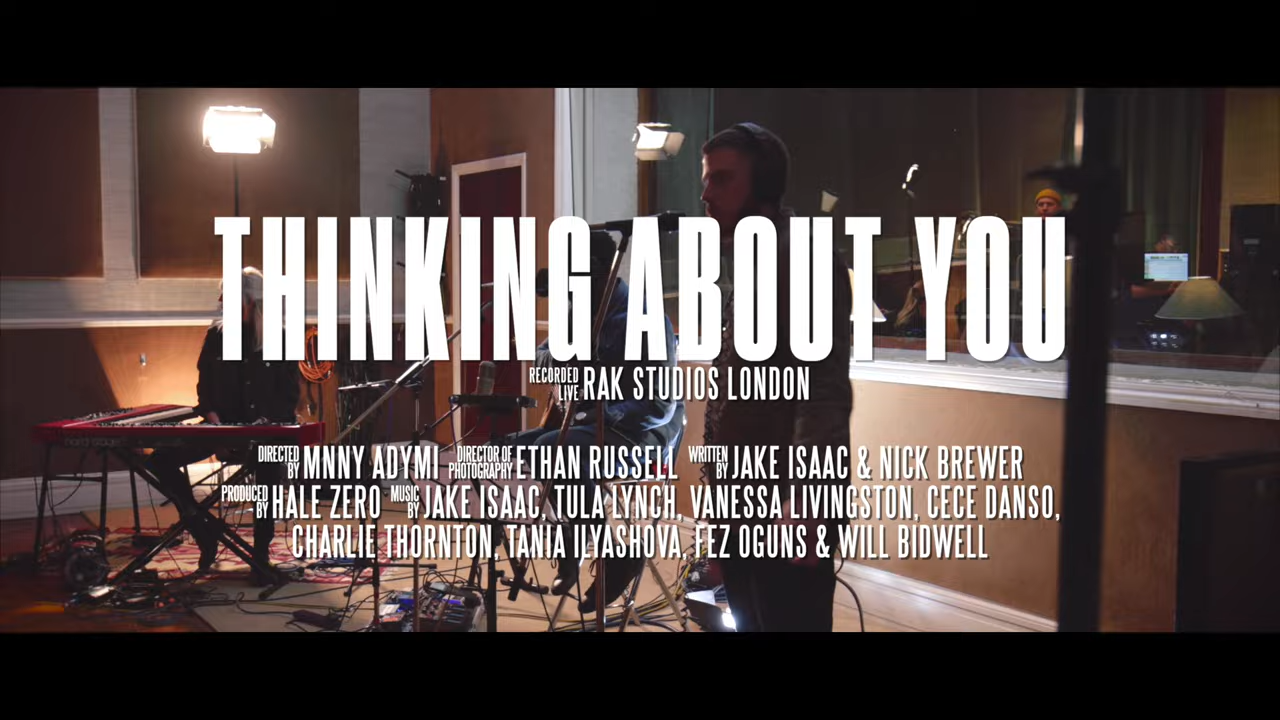 THINKING ABOUT YOU
RECORDED LIVE RAK STUDIOS LONDON
DIRECTED BY MNNY ADYMI DIRECTOR OF PHOTOGRAPHY ETHAN RUSSELL WRITTEN BY JAKE ISAAC & NICK BREWER
PRODUCED BY HALE ZERO MUSIC BY JAKE ISAAC, TULA LYNCH, VANESSA LIVINGSTON, CECE DANSO,
CHARLIE THORNTON, TANIA ILYASHOVA, FEZ OGUNS & WILL BIDWELL
nord stage